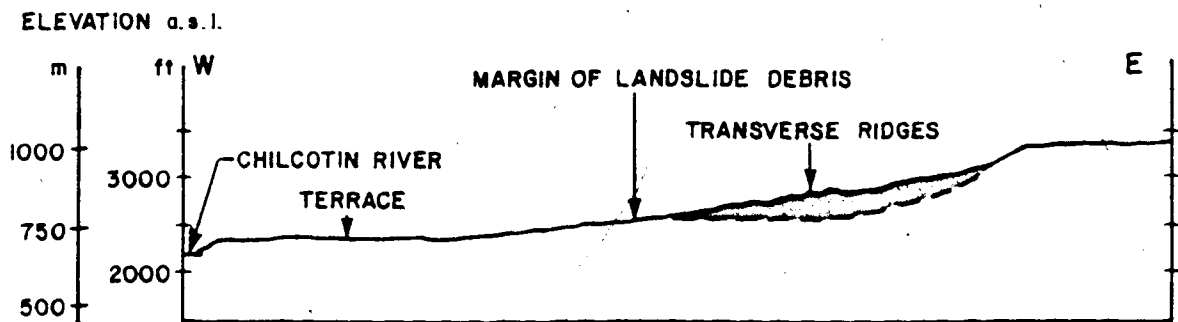 ELEVATION a.s.l.
m ft W E
MARGIN OF LANDSLIDE DEBRIS
TRANSVERSE RIDGES
1000
CHILCOTIN RIVER
3000
TERRACE
750
2000
500